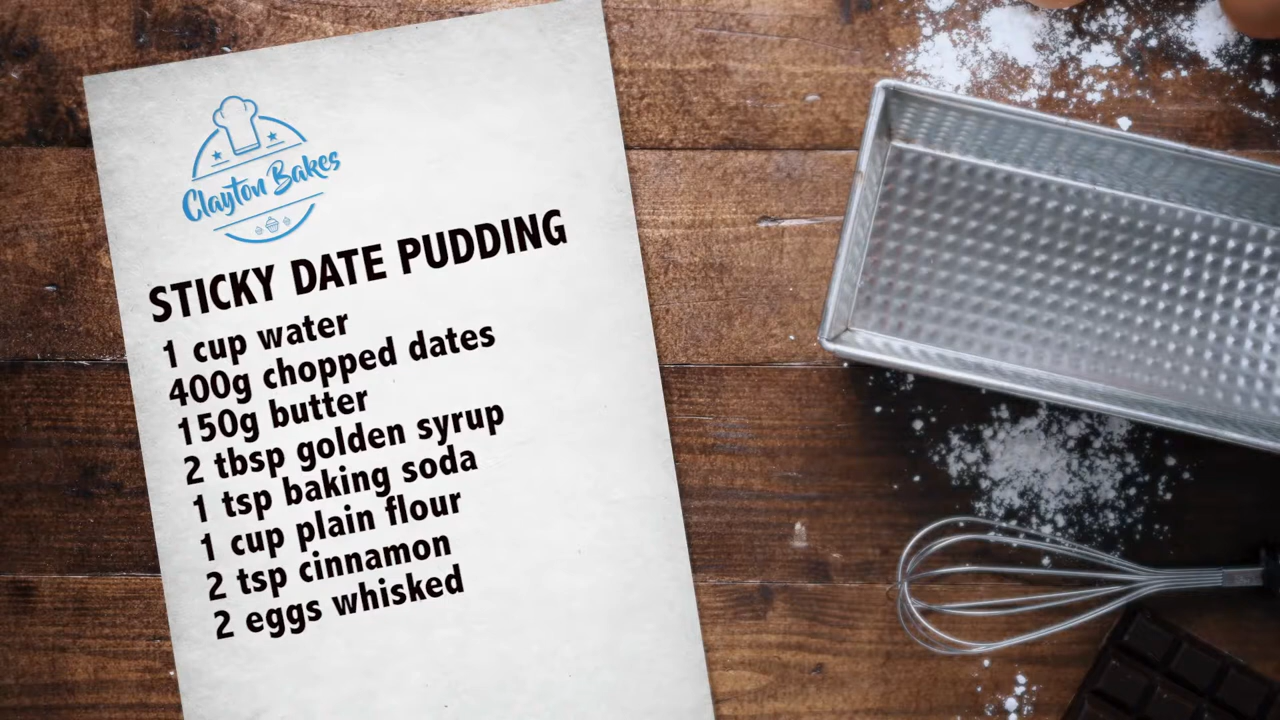 Clayton Bakes
STICKY DATE PUDDING
1 cup water
400g chopped dates
150g butter
2 tbsp golden syrup
1 tsp baking soda
1 cup plain flour
2 tsp cinnamon
2 eggs whisked